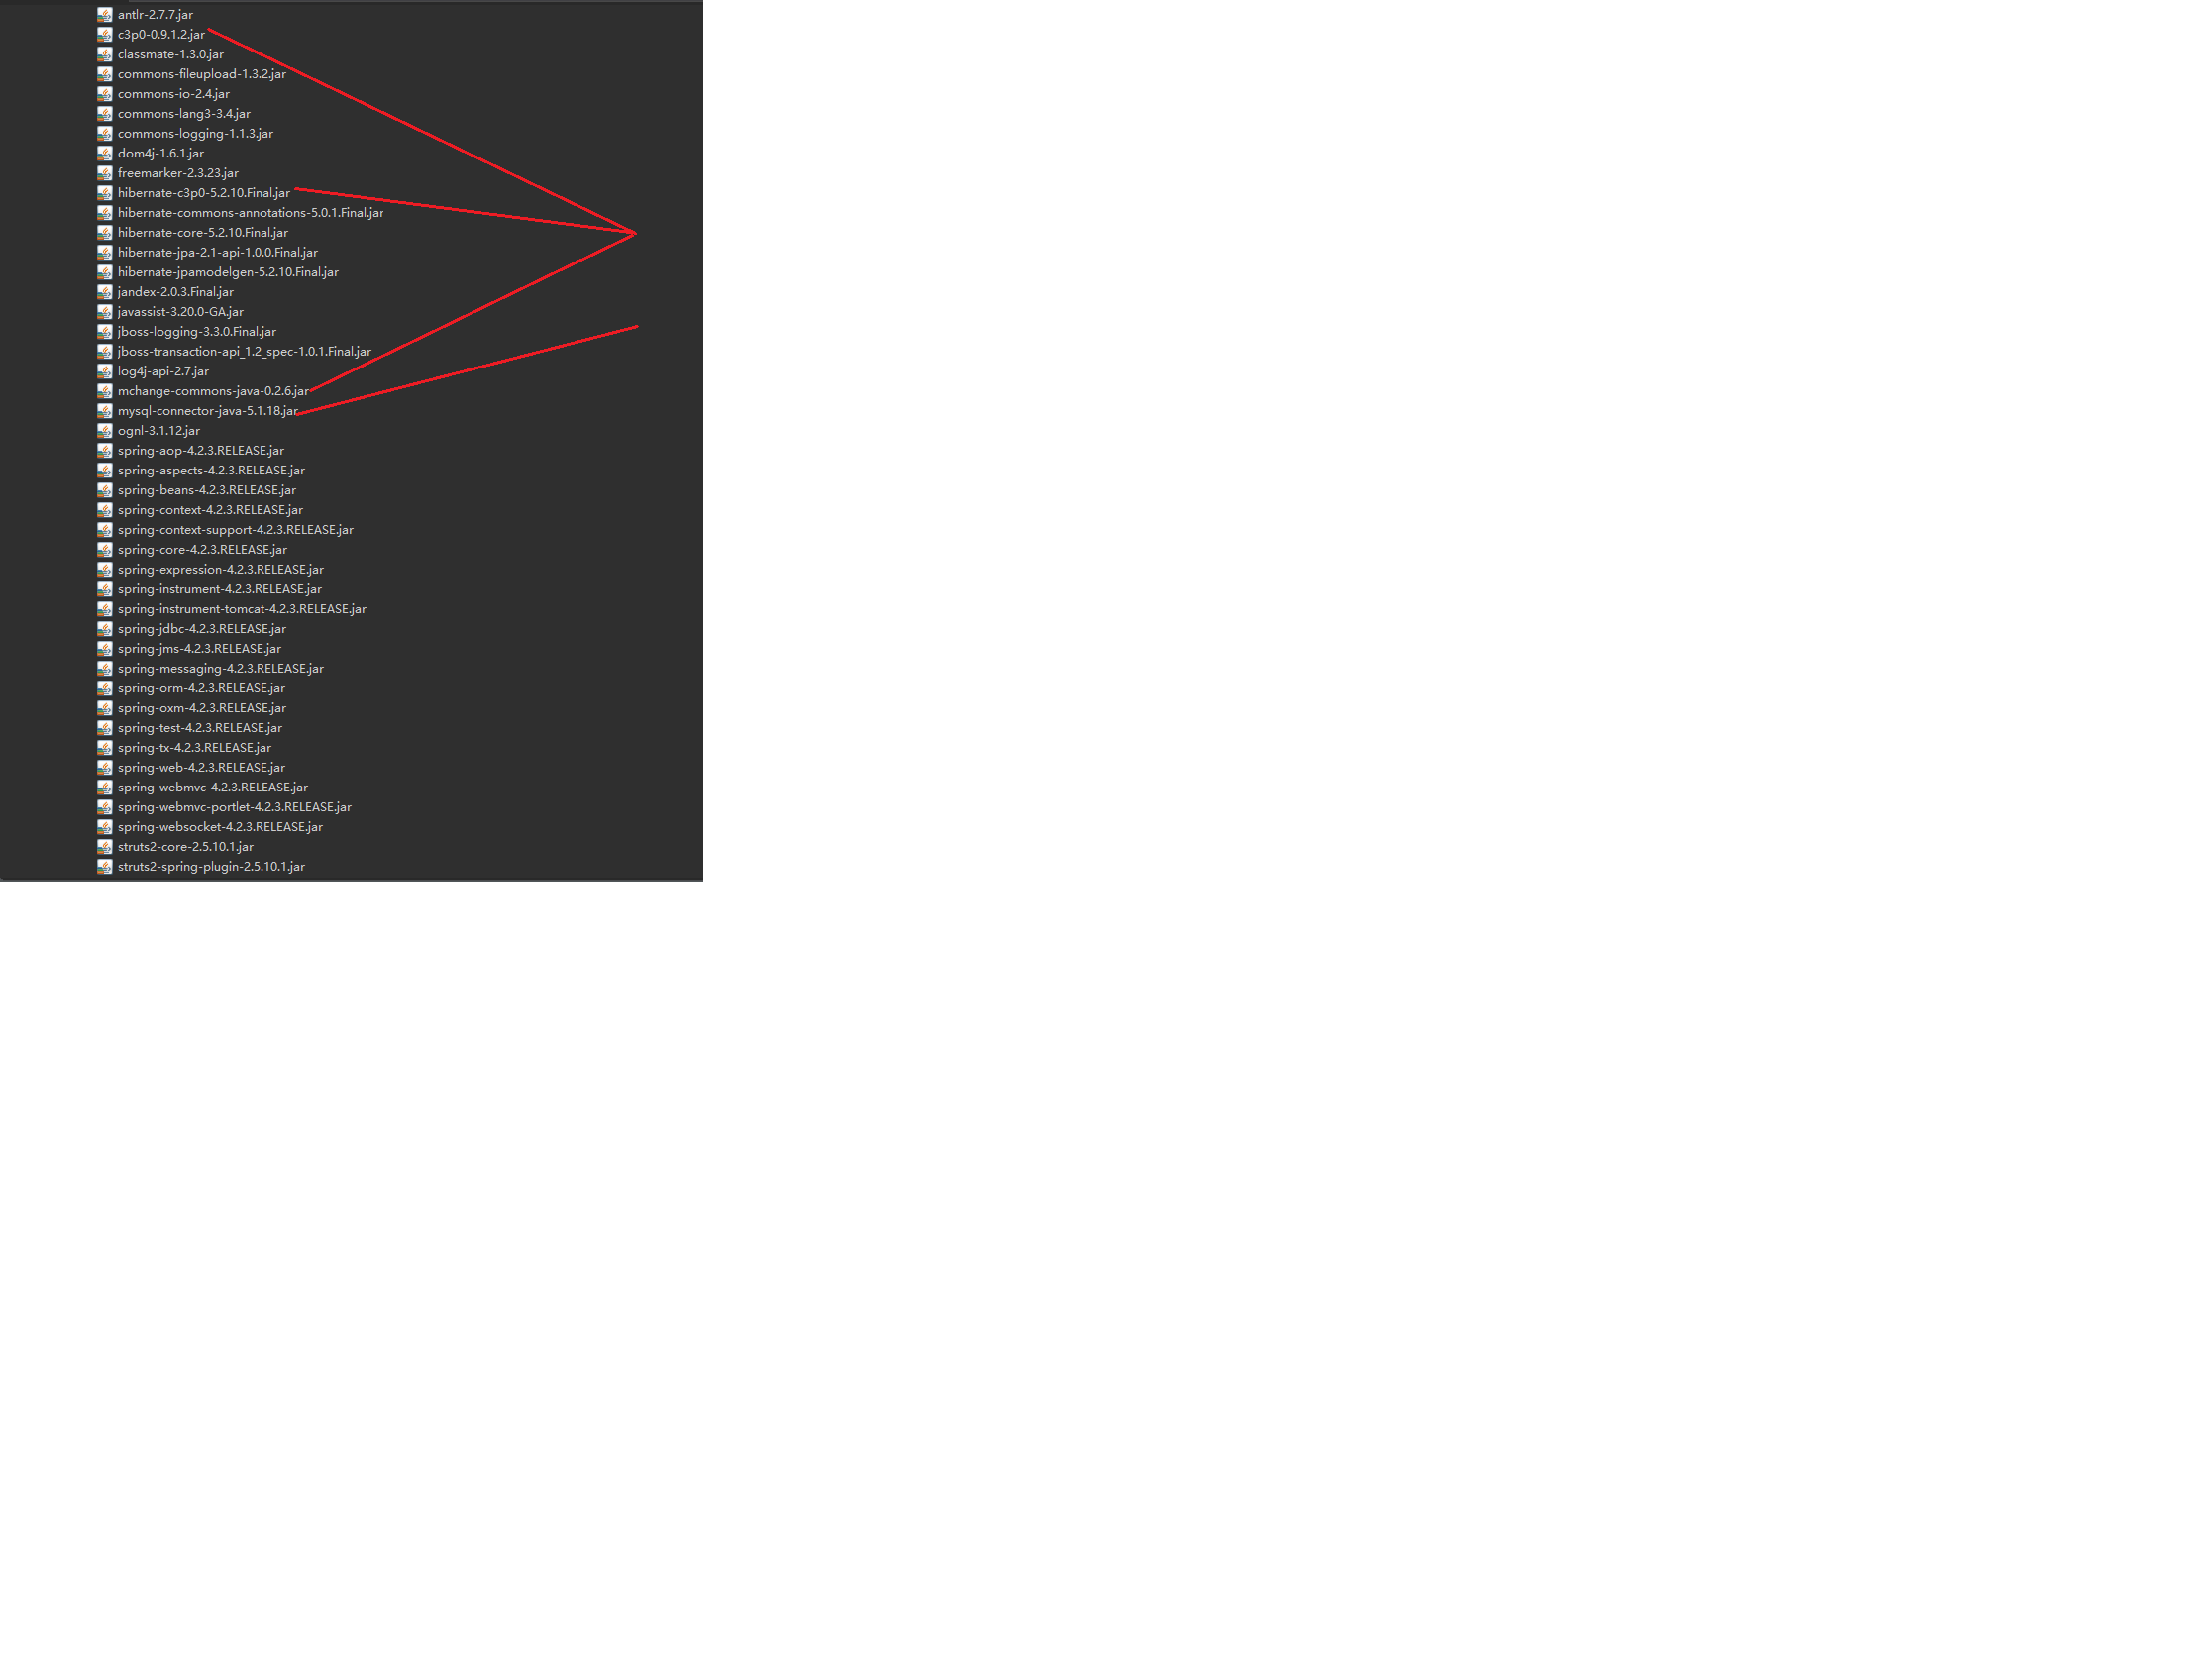 antlr-2.7.7.jar
c3p0-0.9.1.2.jar
classmate-1.3.0.jar
commons-fileupload-1.3.2.jar
commons-io-2.4.jar
commons-lang3-3.4.jar
commons-logging-1.1.3.jar
dom4j-1.6.1.jar
freemarker-2.3.23.jar
hibernate-c3p0-5.2.10.Final.jar
hibernate-commons-annotations-5.0.1.Final.jar
hibernate-core-5.2.10.Final.jar
hibernate-jpa-2.1-api-1.0.0.Final.jar
hibernate-jpamodelgen-5.2.10.Final.jar
jandex-2.0.3.Final.jar
javassist-3.20.0-GA.jar
jboss-logging-3.3.0.Final.jar
jboss-transaction-api_1.2_spec-1.0.1.Final.jar
log4j-api-2.7.jar
mchange-commons-java-0.2.6.jar
mysql-connector-java-5.1.18.jar
ognl-3.1.12.jar
spring-aop-4.2.3.RELEASE.jar
spring-aspects-4.2.3.RELEASE.jar
spring-beans-4.2.3.RELEASE.jar
spring-context-4.2.3.RELEASE.jar
spring-context-support-4.2.3.RELEASE.jar
spring-core-4.2.3.RELEASE.jar
spring-expression-4.2.3.RELEASE.jar
spring-instrument-4.2.3.RELEASE.jar
spring-instrument-tomcat-4.2.3.RELEASE.jar
spring-jdbc-4.2.3.RELEASE.jar
spring-jms-4.2.3.RELEASE.jar
spring-messaging-4.2.3.RELEASE.jar
spring-orm-4.2.3.RELEASE.jar
spring-oxm-4.2.3.RELEASE.jar
spring-test-4.2.3.RELEASE.jar
spring-tx-4.2.3.RELEASE.jar
spring-web-4.2.3.RELEASE.jar
spring-webmvc-4.2.3.RELEASE.jar
spring-webmvc-portlet-4.2.3.RELEASE.jar
spring-websocket-4.2.3.RELEASE.jar
struts2-core-2.5.10.1.jar
struts2-spring-plugin-2.5.10.1.jar